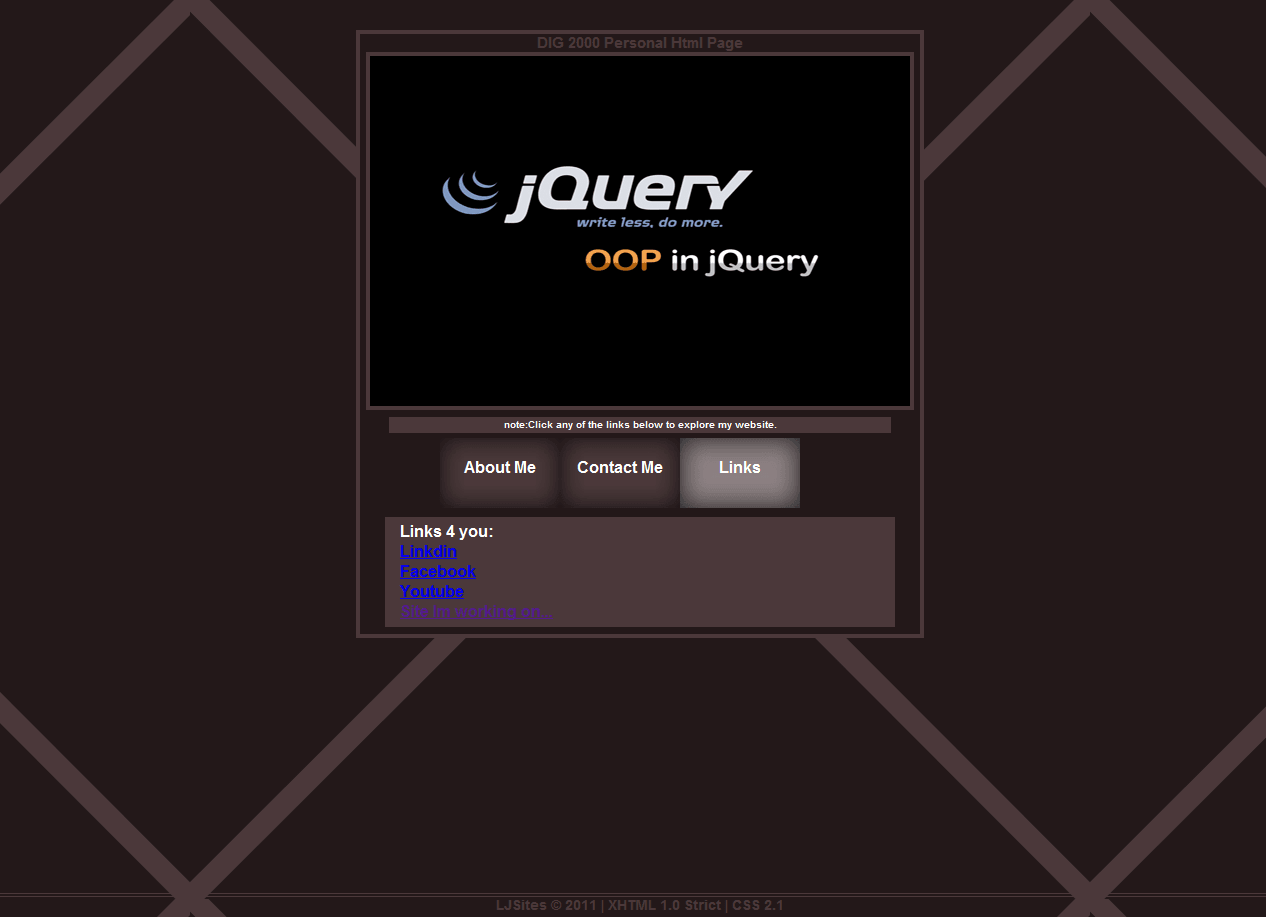 DIG 2000 Personal Html Page
jQuery
write less, do more.
OOP in jQuery
note:Click any of the links below to explore my website.
About Me Contact Me Links
Links 4 you:
Linkdin
Facebook
Youtube
Site im working on...
LJSites © 2011 | XHTML 1.0 Strict | CSS 2.1